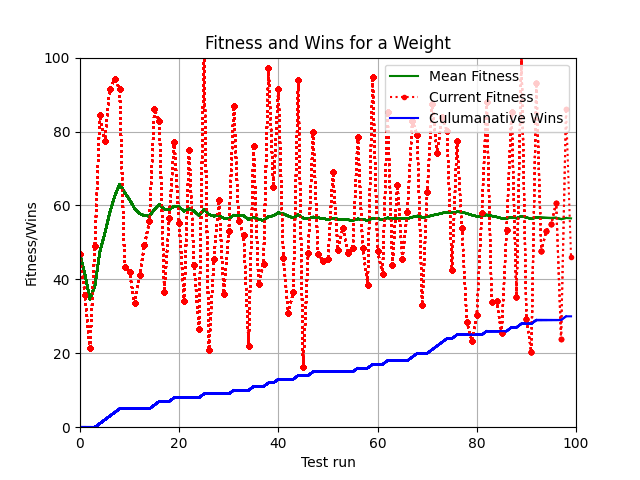 Fitness and Wins for a Weight
Mean Fitness
Current Fitness
Culumanative Wins
Fitness/Wins
100
80
60
40
20
0
0 20 40 60 80 100
Test run